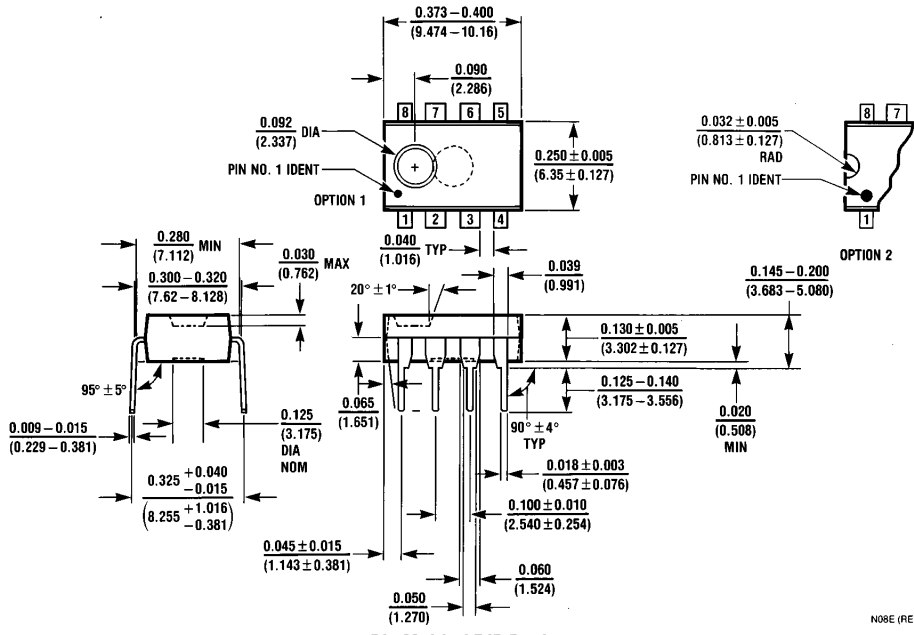 0.373 – 0.400
(9.474 – 10.16)
0.090
(2.286)
8 7 6 5
8 7
0.092 DIA
(2.337)
0.032 ± 0.005
(0.813 ± 0.127)
RAD
0.250 ± 0.005
(6.35 ± 0.127)
PIN NO. 1 IDENT
PIN NO. 1 IDENT
OPTION 1
1 2 3 4
1
0.280 MIN
(7.112)
0.030 MAX
(0.762)
0.040 TYP
(1.016)
0.039
(0.991)
OPTION 2
0.300 – 0.320
(7.62 – 8.128)
20° ± 1°
0.145 – 0.200
(3.683 – 5.080)
0.130 ± 0.005
(3.302 ± 0.127)
95° ± 5°
0.065
(1.651)
0.125 – 0.140
(3.175 – 3.556)
0.020
(0.508)
MIN
0.009 – 0.015
(0.229 – 0.381)
0.125
(3.175)
DIA
NOM
90° ± 4°
TYP
0.018 ± 0.003
(0.457 ± 0.076)
0.325 +0.040
–0.015
(8.255 +1.016
–0.381)
0.100 ± 0.010
(2.540 ± 0.254)
0.045 ± 0.015
(1.143 ± 0.381)
0.060
(1.524)
0.050
(1.270)
N08E (RE